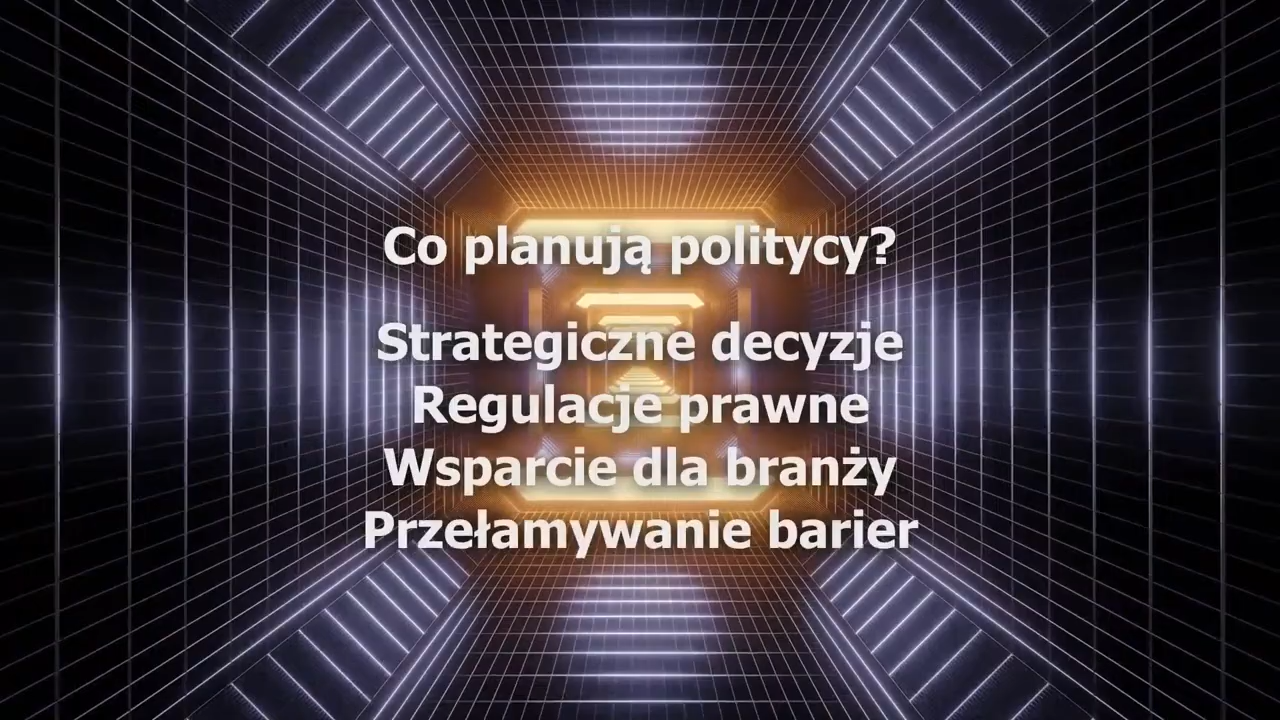 Co planują politycy?
Strategiczne decyzje
Regulacje prawne
Wsparcie dla branży
Przełamywanie barier